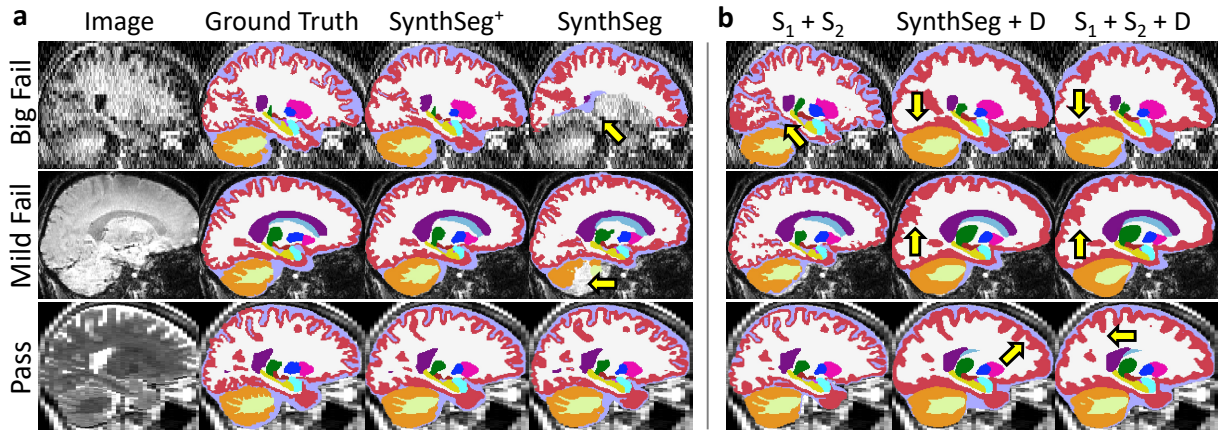 a Image Ground Truth SynthSeg⁺ SynthSeg b S₁ + S₂ SynthSeg + D S₁ + S₂ + D
Big Fail
Mild Fail
Pass